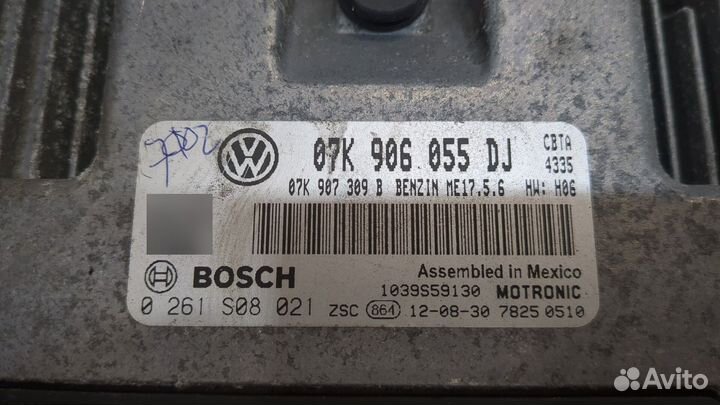 07K 906 055 DJ
CBTA
4335
07K 907 309 B BENZIN ME17.5.6 HW: H06
BOSCH
Assembled in Mexico
1039S59130 MOTRONIC
0 261 S08 021 ZSC 864 12-08-30 7825 0510
Avito